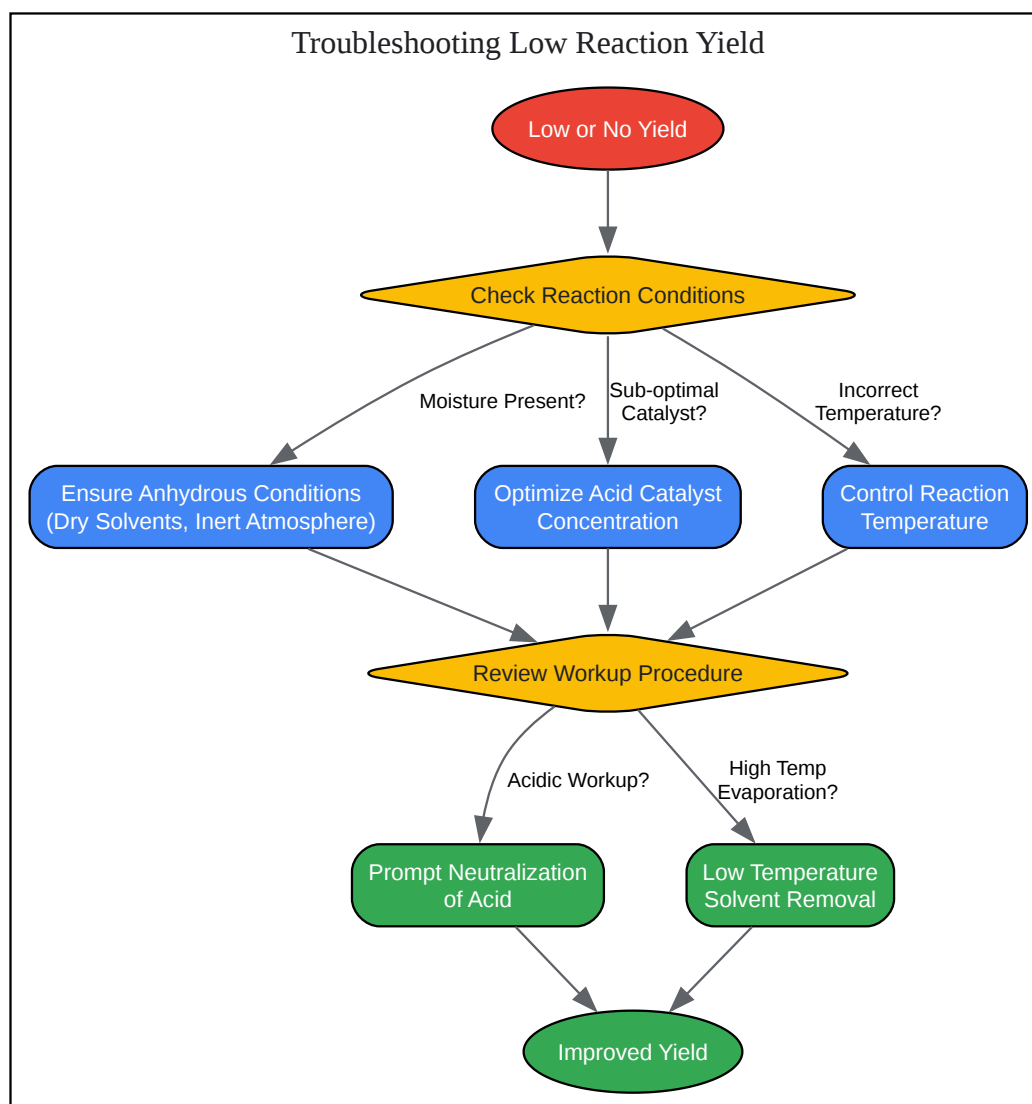 Troubleshooting Low Reaction Yield
Low or No Yield
Check Reaction Conditions
Moisture Present?
Sub-optimal
Catalyst?
Incorrect
Temperature?
Ensure Anhydrous Conditions
(Dry Solvents, Inert Atmosphere)
Optimize Acid Catalyst
Concentration
Control Reaction
Temperature
Review Workup Procedure
Acidic Workup?
High Temp
Evaporation?
Prompt Neutralization
of Acid
Low Temperature
Solvent Removal
Improved Yield